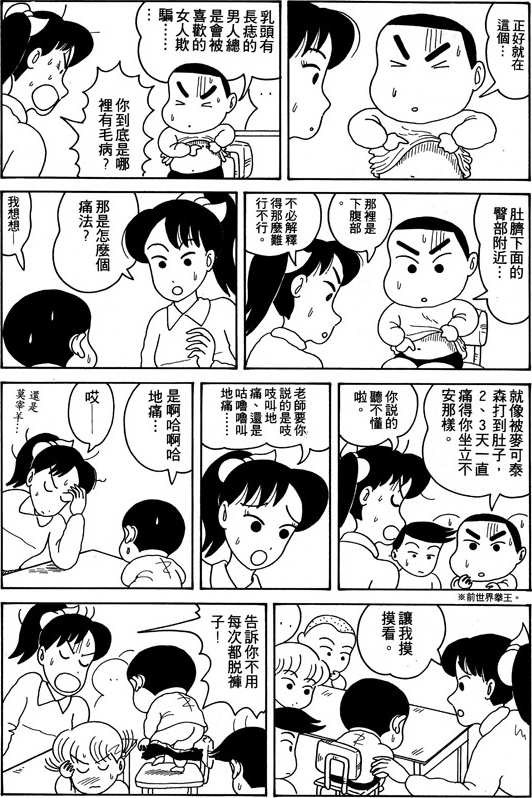 正好就在
這個…
乳頭有
長痣的
男人總
是會被
喜歡的
女人欺
騙……
…
你到底是哪
裡有毛病？
肚臍下面的
臀部附近…
那裡是
下腹部
。
不必解釋
得那麼難
行不行。
那是怎麼個
痛法？
我想想——
就像被麥可泰
森打到肚子，
2、3天一直
痛得你坐立不
安那樣。
你說的
聽不懂
啦。
老師要你
說的是吱
吱叫地
痛、還是
咕嚕嚕叫
地痛……
是啊哈啊哈
地痛…
哎——
還是
莫宰羊…
※前世界拳王。
讓我摸
摸看。
告訴你不用
每次都脫褲
子！